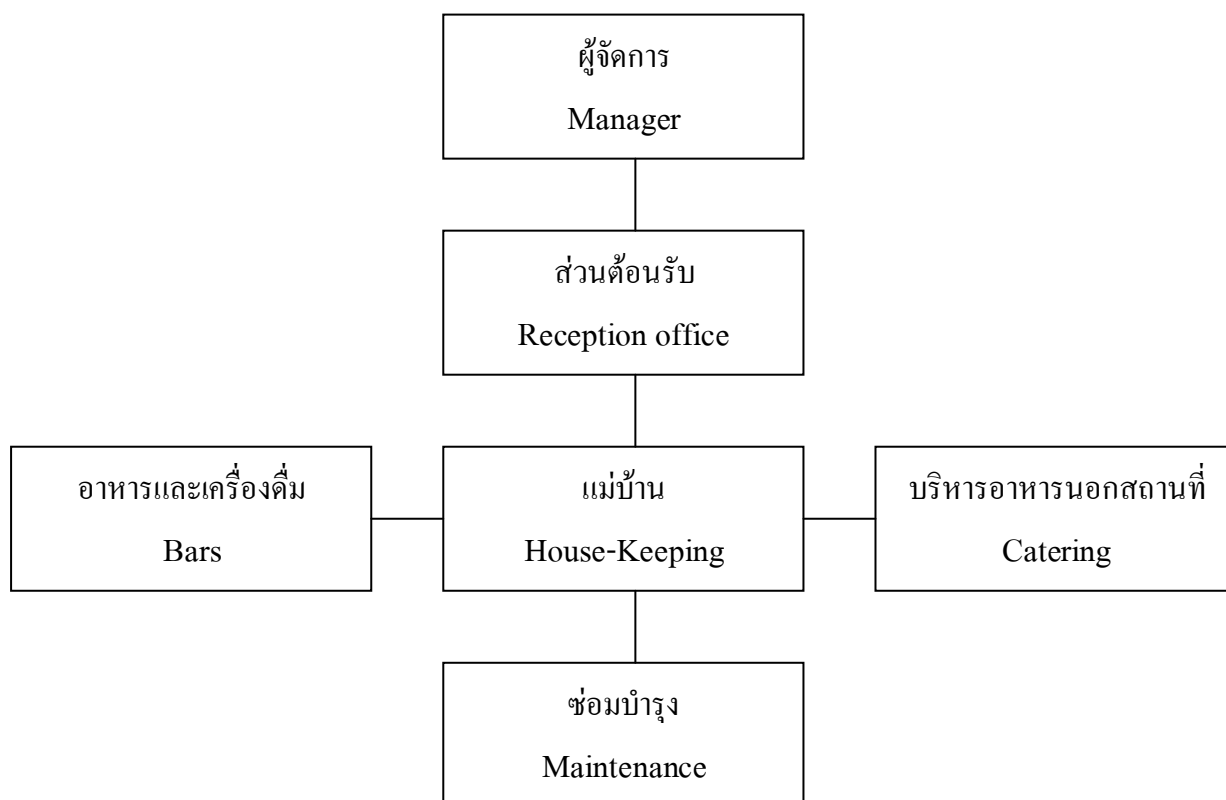 ผู้จัดการ
Manager
ส่วนต้อนรับ
Reception office
อาหารและเครื่องดื่ม
Bars
แม่บ้าน
House-Keeping
บริหารอาหารนอกสถานที่
Catering
ซ่อมบำรุง
Maintenance